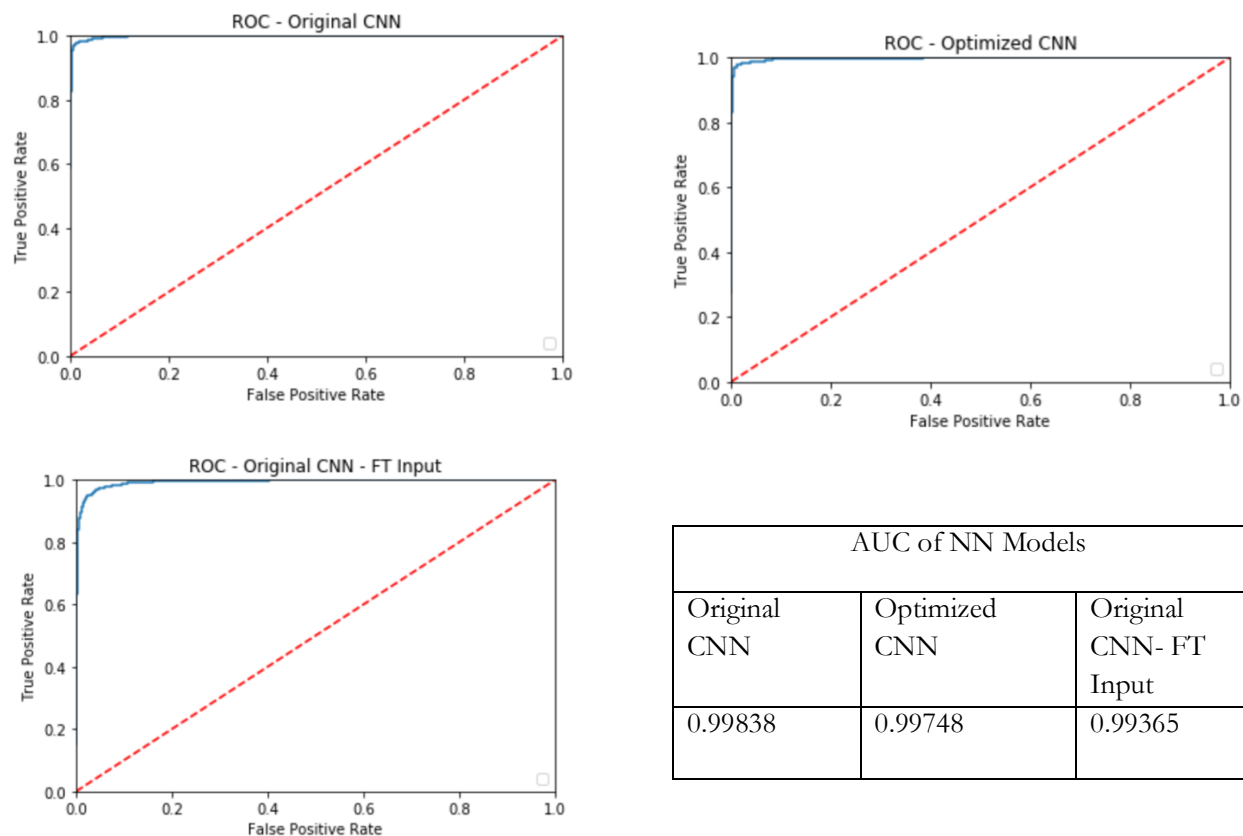 ROC - Original CNN
1.0
0.8
0.6
0.4
0.2
0.0
True Positive Rate
0.0 0.2 0.4 0.6 0.8 1.0
False Positive Rate
ROC - Optimized CNN
1.0
0.8
0.6
0.4
0.2
0.0
True Positive Rate
0.0 0.2 0.4 0.6 0.8 1.0
False Positive Rate
ROC - Original CNN - FT Input
1.0
0.8
0.6
0.4
0.2
0.0
True Positive Rate
0.0 0.2 0.4 0.6 0.8 1.0
False Positive Rate
AUC of NN Models
Original
CNN
Optimized
CNN
Original
CNN- FT
Input
0.99838
0.99748
0.99365